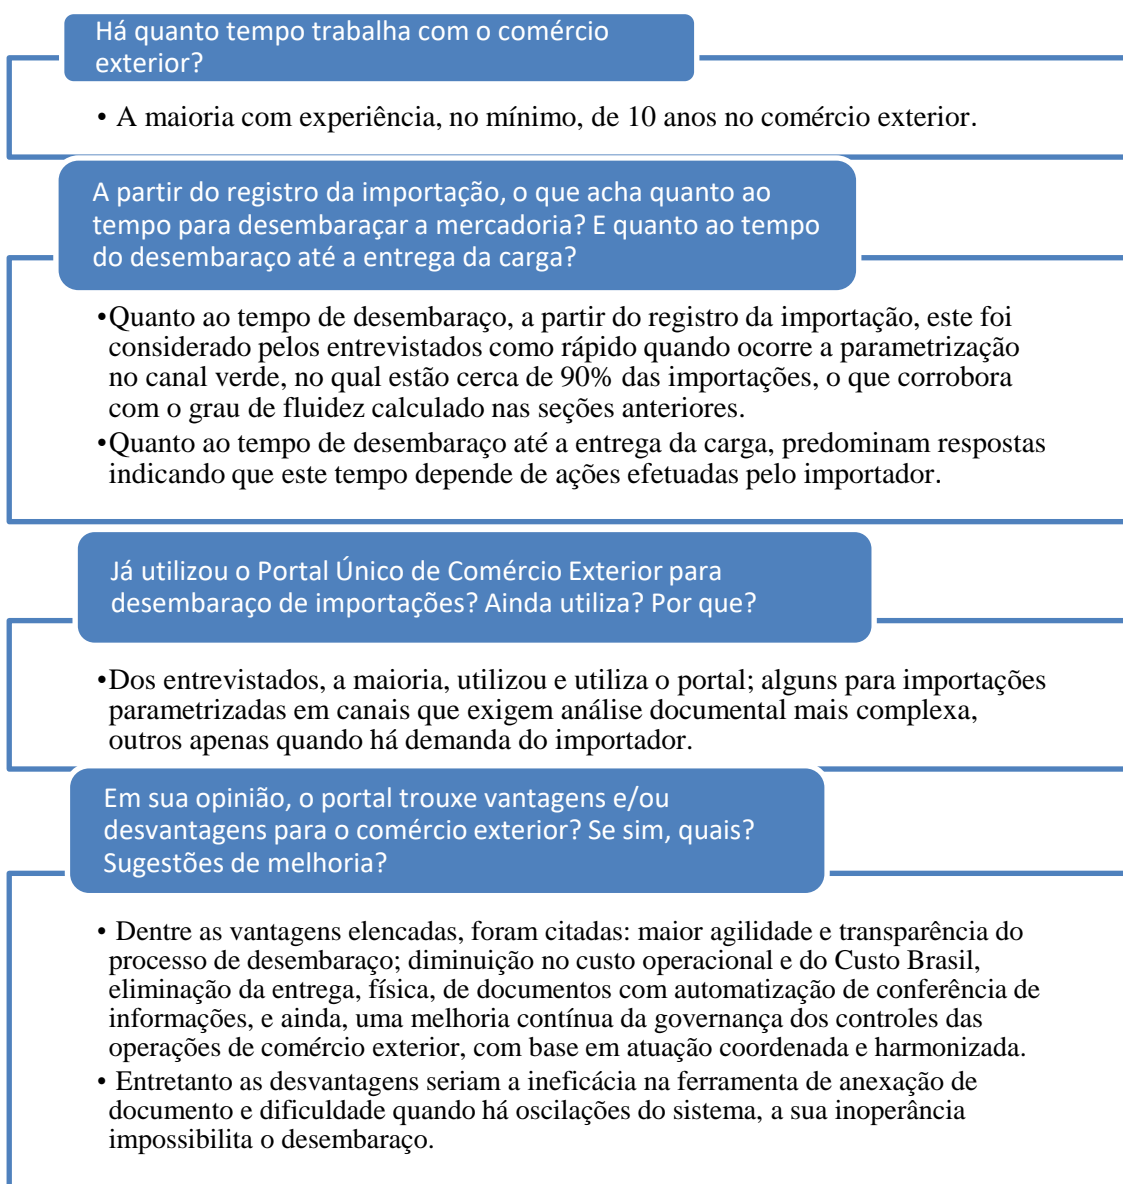 Há quanto tempo trabalha com o comércio
exterior?
• A maioria com experiência, no mínimo, de 10 anos no comércio exterior.
A partir do registro da importação, o que acha quanto ao
tempo para desembaraçar a mercadoria? E quanto ao tempo
do desembaraço até a entrega da carga?
•Quanto ao tempo de desembaraço, a partir do registro da importação, este foi
considerado pelos entrevistados como rápido quando ocorre a parametrização
no canal verde, no qual estão cerca de 90% das importações, o que corrobora
com o grau de fluidez calculado nas seções anteriores.
•Quanto ao tempo de desembaraço até a entrega da carga, predominam respostas
indicando que este tempo depende de ações efetuadas pelo importador.
Já utilizou o Portal Único de Comércio Exterior para
desembaraço de importações? Ainda utiliza? Por que?
•Dos entrevistados, a maioria, utilizou e utiliza o portal; alguns para importações
parametrizadas em canais que exigem análise documental mais complexa,
outros apenas quando há demanda do importador.
Em sua opinião, o portal trouxe vantagens e/ou
desvantagens para o comércio exterior? Se sim, quais?
Sugestões de melhoria?
• Dentre as vantagens elencadas, foram citadas: maior agilidade e transparência do
processo de desembaraço; diminuição no custo operacional e do Custo Brasil,
eliminação da entrega, física, de documentos com automatização de conferência de
informações, e ainda, uma melhoria contínua da governança dos controles das
operações de comércio exterior, com base em atuação coordenada e harmonizada.
• Entretanto as desvantagens seriam a ineficácia na ferramenta de anexação de
documento e dificuldade quando há oscilações do sistema, a sua inoperância
impossibilita o desembaraço.